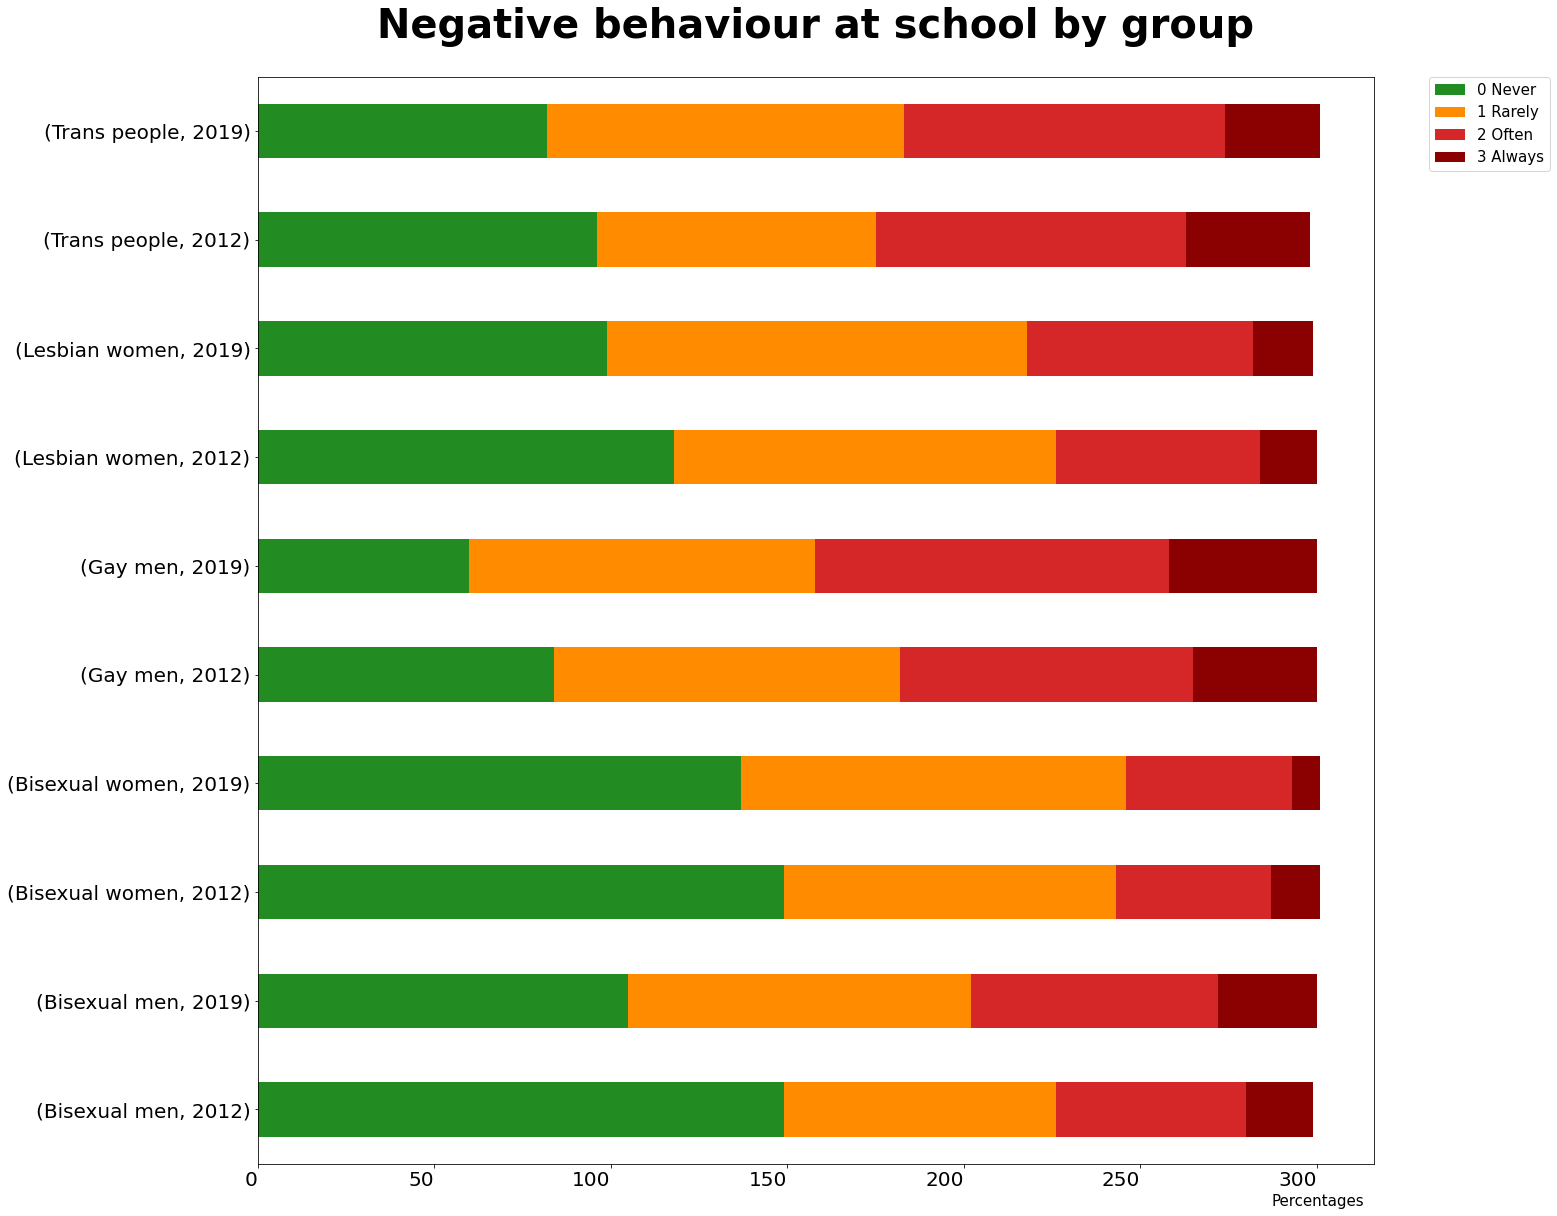 Negative behaviour at school by group
0 Never
1 Rarely
2 Often
3 Always
(Trans people, 2019)
(Trans people, 2012)
(Lesbian women, 2019)
(Lesbian women, 2012)
(Gay men, 2019)
(Gay men, 2012)
(Bisexual women, 2019)
(Bisexual women, 2012)
(Bisexual men, 2019)
(Bisexual men, 2012)
0 50 100 150 200 250 300
Percentages